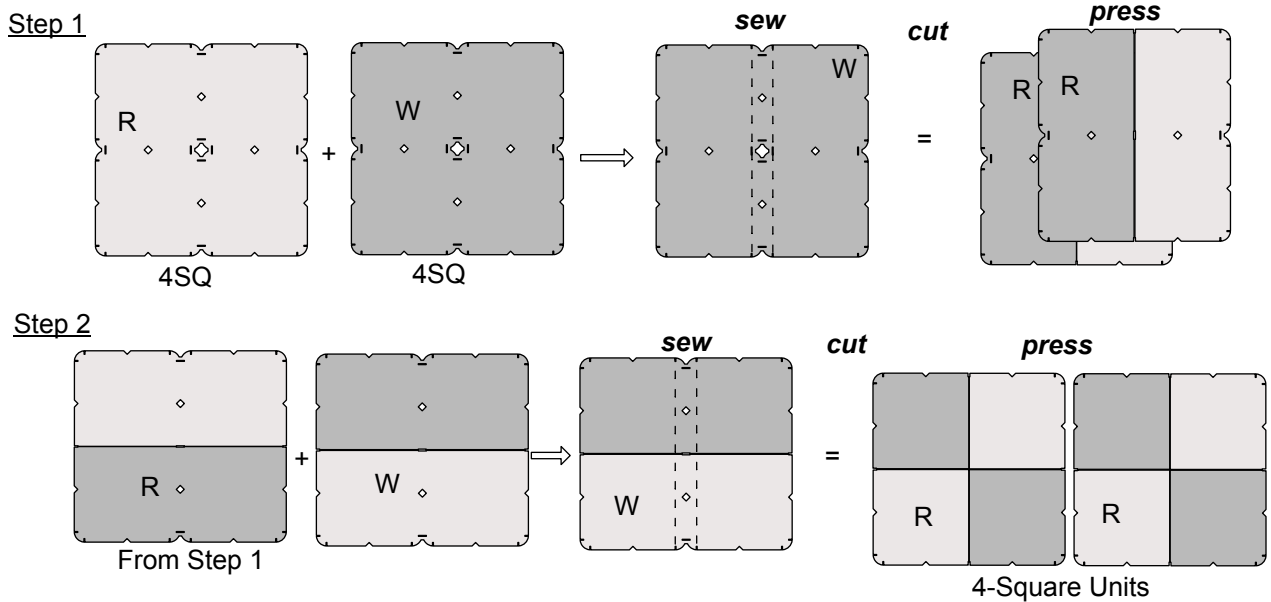 Step 1
sew
cut
press
R
W
W
R
R
+
=
4SQ
4SQ
Step 2
sew
cut
press
R
+
W
W
=
R
R
From Step 1
4-Square Units